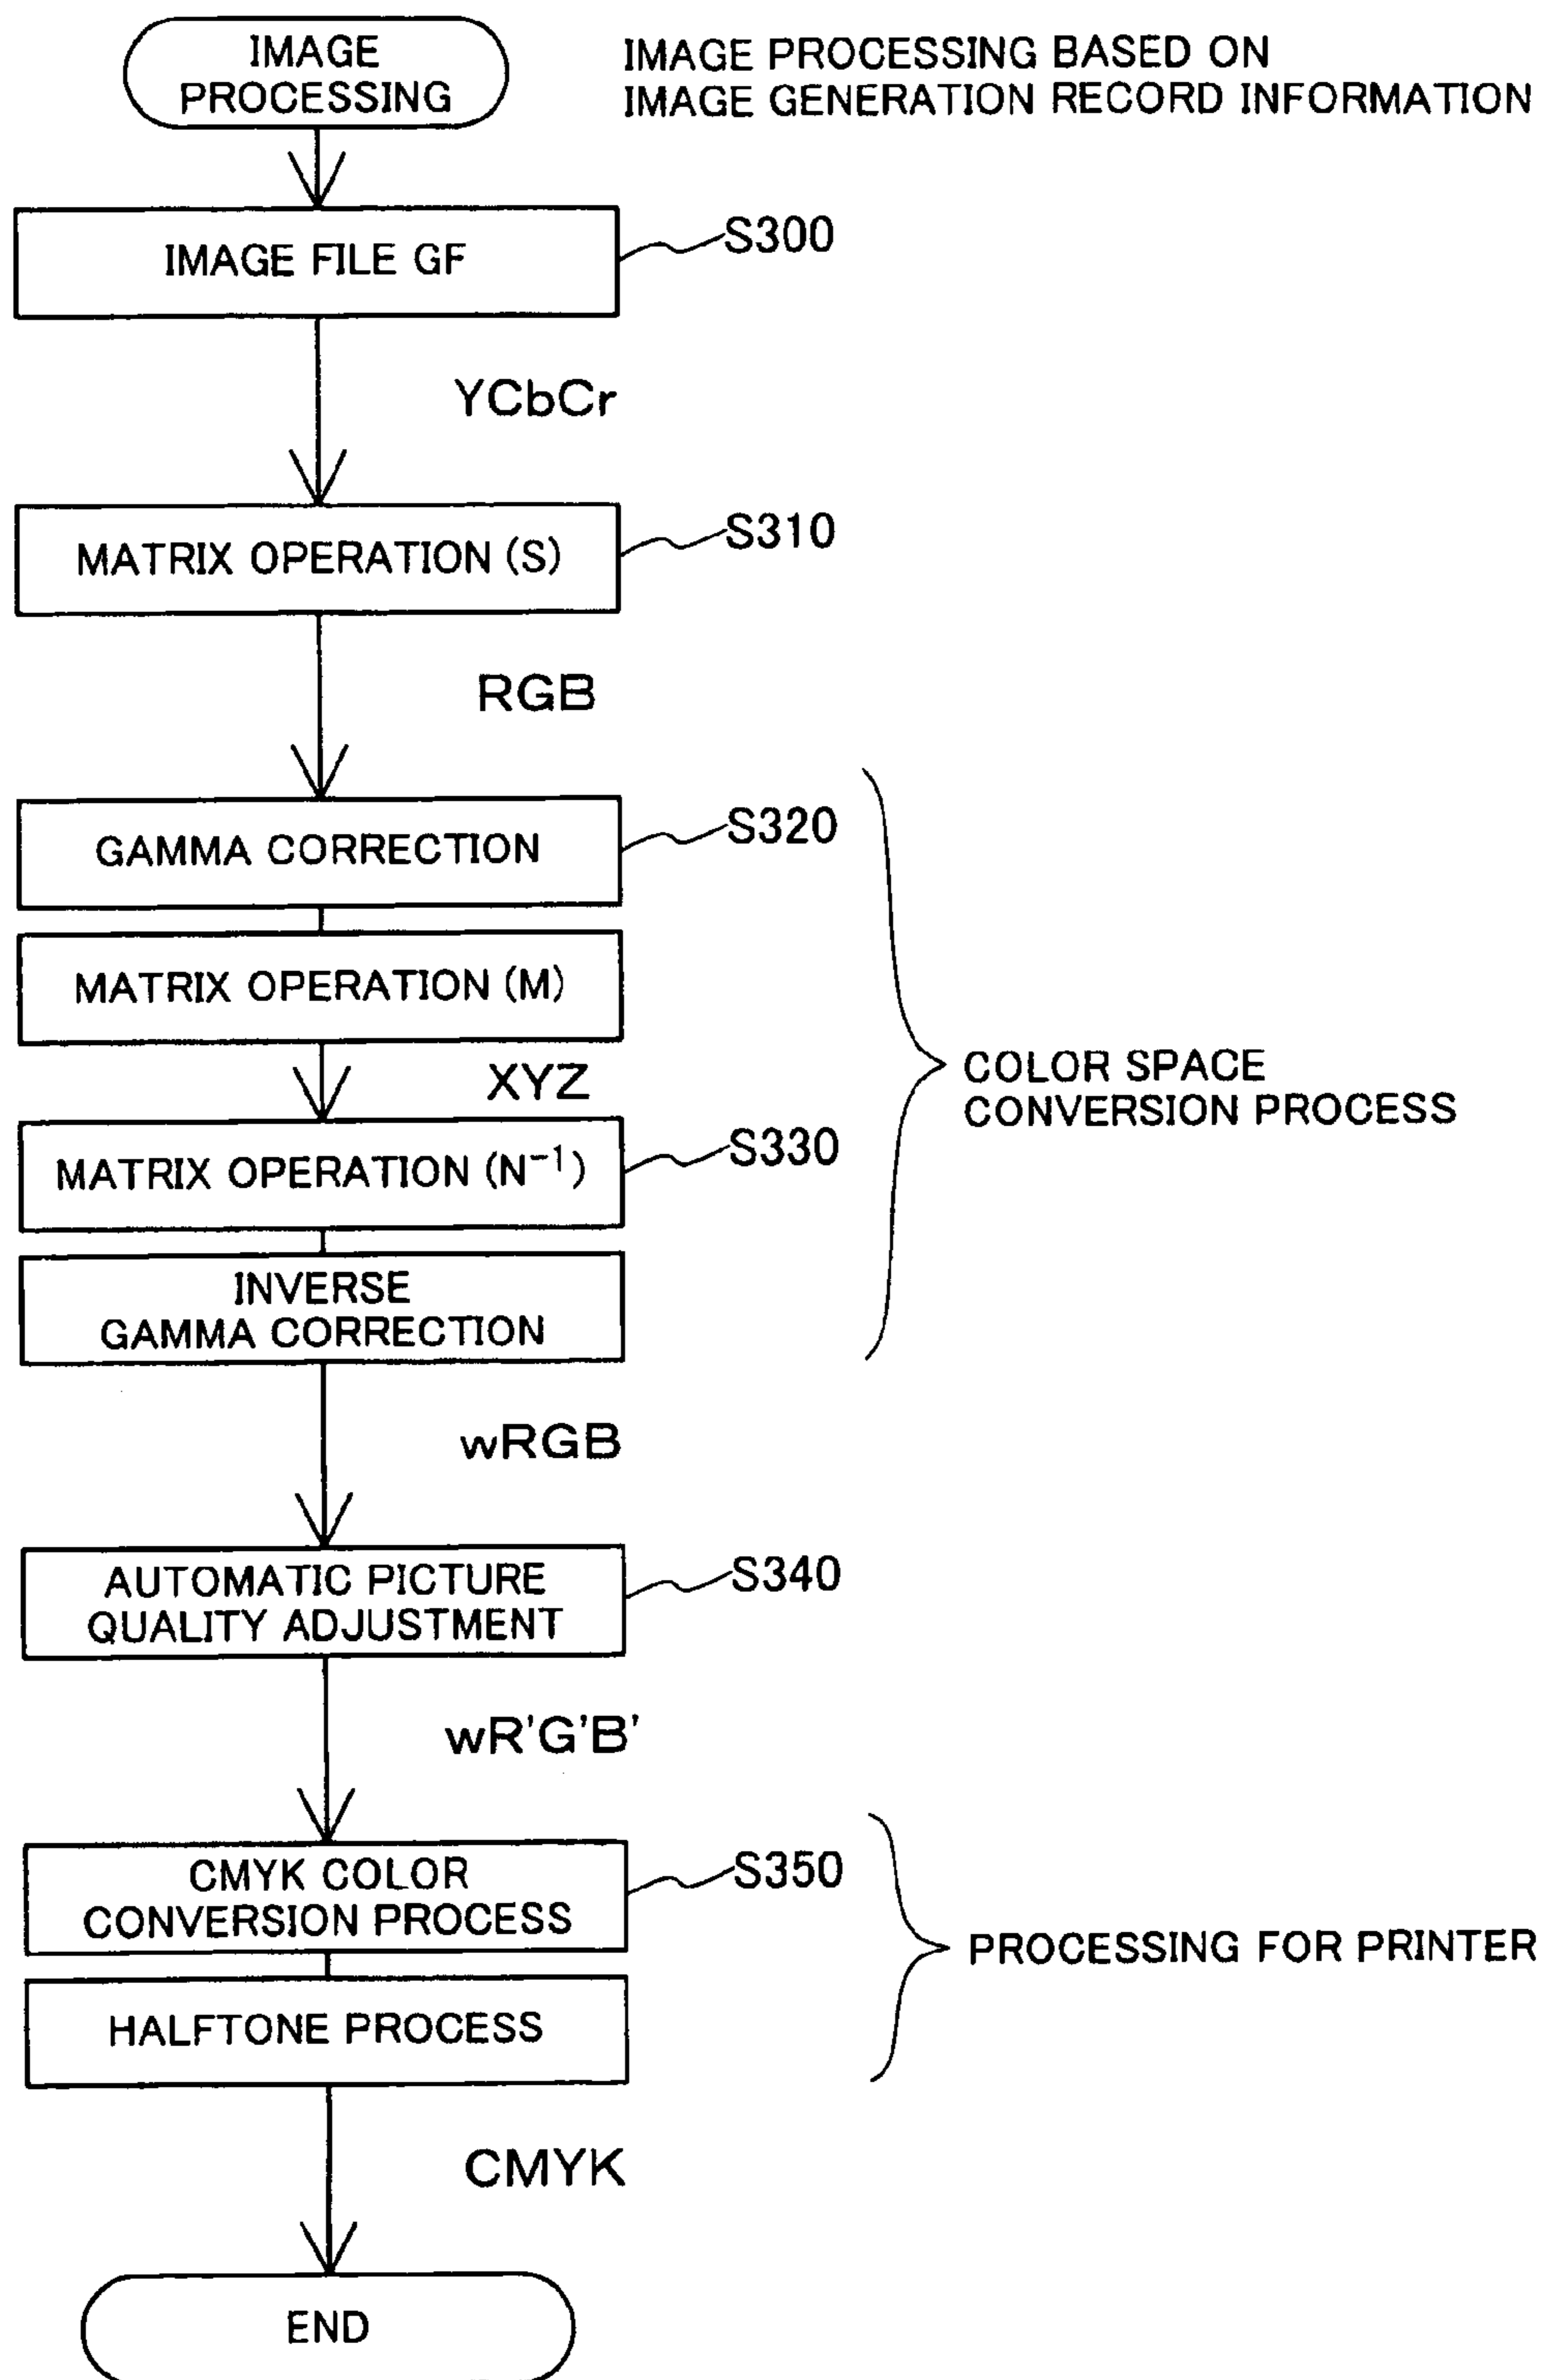 IMAGE
PROCESSING
IMAGE PROCESSING BASED ON
IMAGE GENERATION RECORD INFORMATION
IMAGE FILE GF
S300
YCbCr
MATRIX OPERATION (S)
S310
RGB
GAMMA CORRECTION
S320
MATRIX OPERATION (M)
XYZ
COLOR SPACE
CONVERSION PROCESS
MATRIX OPERATION (N⁻¹)
S330
INVERSE
GAMMA CORRECTION
wRGB
AUTOMATIC PICTURE
QUALITY ADJUSTMENT
S340
wR'G'B'
CMYK COLOR
CONVERSION PROCESS
S350
PROCESSING FOR PRINTER
HALFTONE PROCESS
CMYK
END